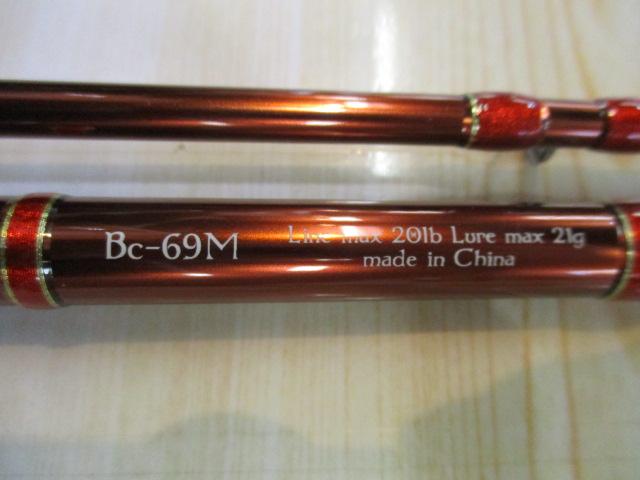 Bc-69M
Line max 20lb Lure max 21g
made in China